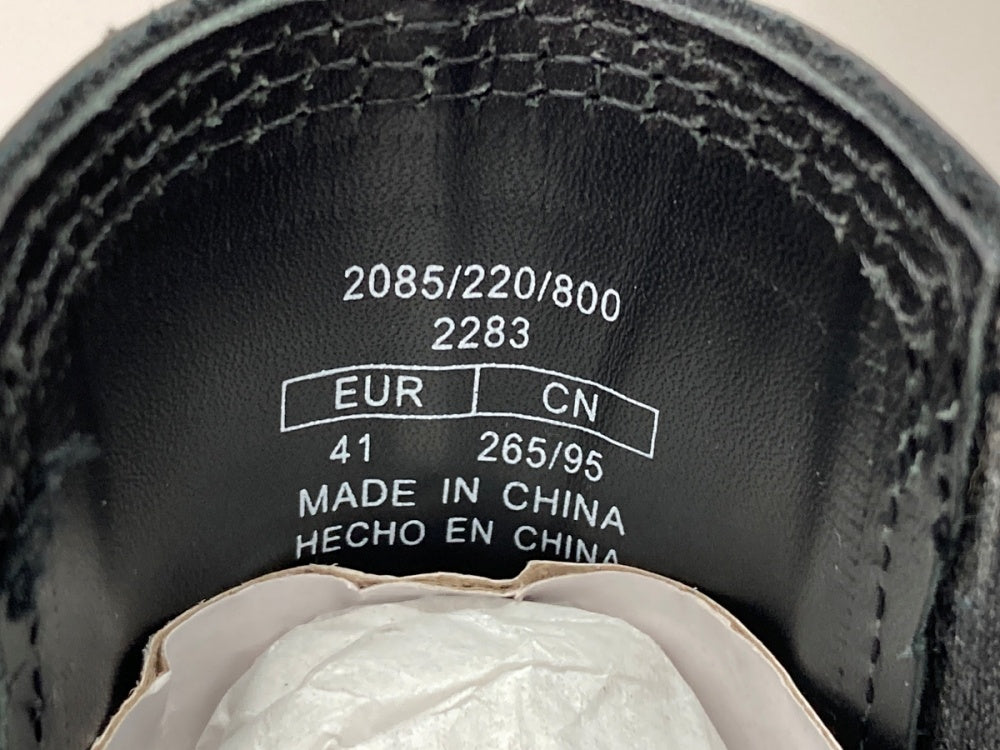 2085/220/800
2283
EUR CN
41 265/95
MADE IN CHINA
HECHO EN CHINA